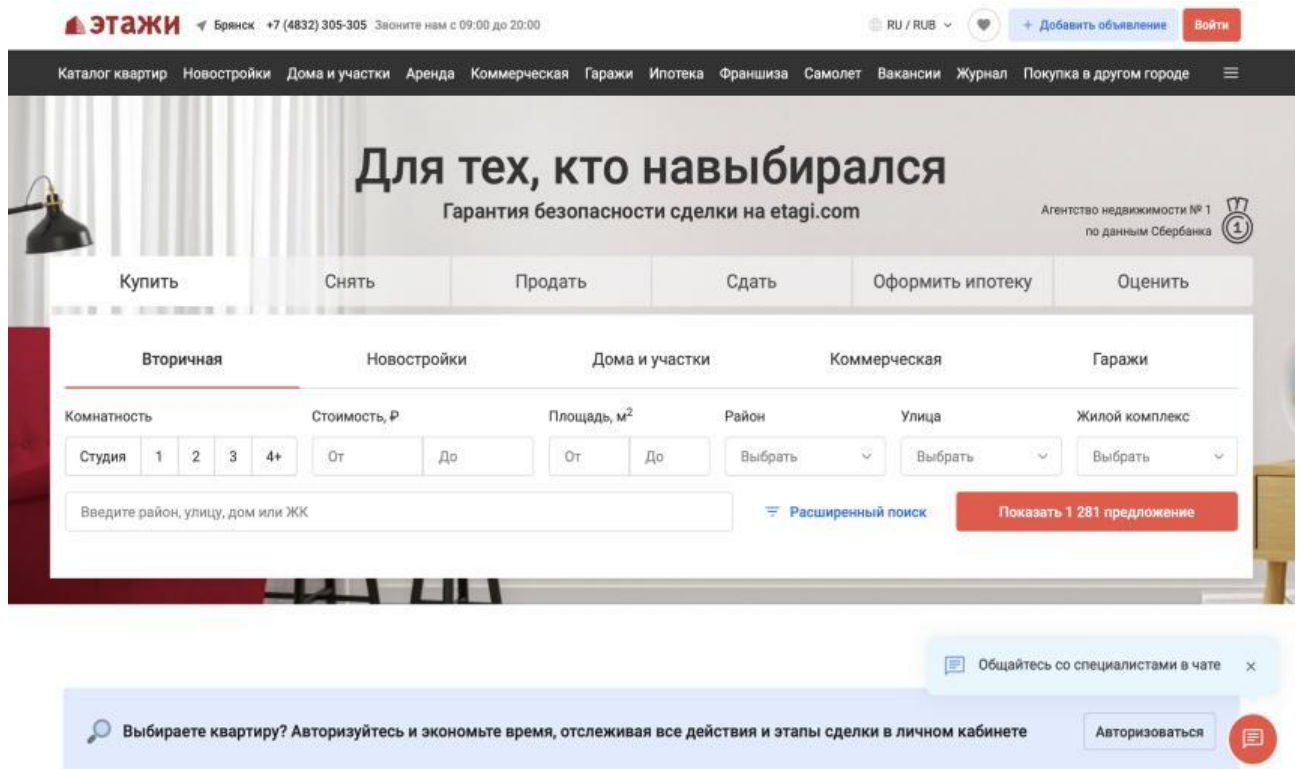 этажи Брянск +7 (4832) 305-305 Звоните нам с 09:00 до 20:00 RU / RUB + Добавить объявление Войти
Каталог квартир Новостройки Дома и участки Аренда Коммерческая Гаражи Ипотека Франшиза Самолет Вакансии Журнал Покупка в другом городе
Для тех, кто навыбирался
Гарантия безопасности сделки на etagi.com
Агентство недвижимости № 1
по данным Сбербанка
1
Купить Снять Продать Сдать Оформить ипотеку Оценить
Вторичная Новостройки Дома и участки Коммерческая Гаражи
Комнатность Стоимость, ₽ Площадь, м² Район Улица Жилой комплекс
Студия 1 2 3 4+ От До От До Выбрать Выбрать Выбрать
Введите район, улицу, дом или ЖК Расширенный поиск Показать 1 281 предложение
Общайтесь со специалистами в чате
Выбираете квартиру? Авторизуйтесь и экономьте время, отслеживая все действия и этапы сделки в личном кабинете Авторизоваться